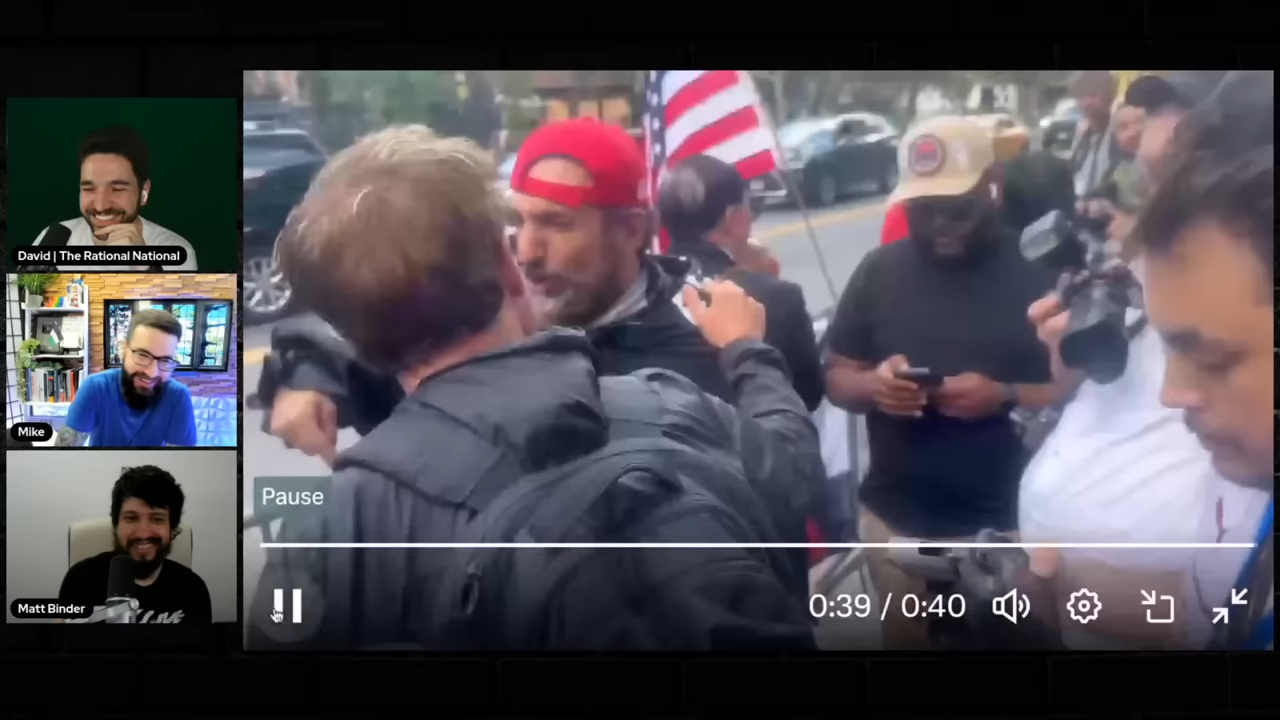 David | The Rational National
Mike
Matt Binder
Pause
0:39 / 0:40